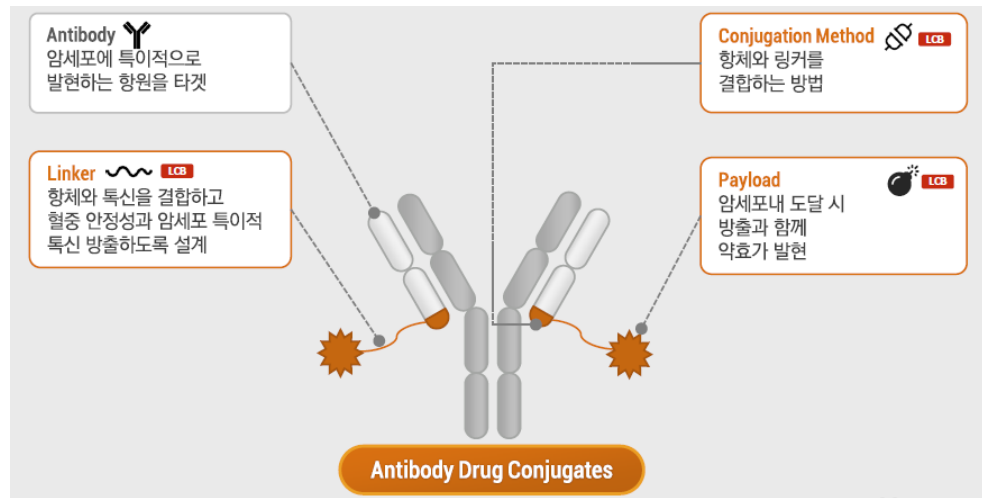 Antibody
암세포에 특이적으로
발현하는 항원을 타겟
Conjugation Method LCB
항체와 링커를
결합하는 방법
Linker LCB
항체와 톡신을 결합하고
혈중 안정성과 암세포 특이적
톡신 방출하도록 설계
Payload LCB
암세포내 도달 시
방출과 함께
약효가 발현
Antibody Drug Conjugates